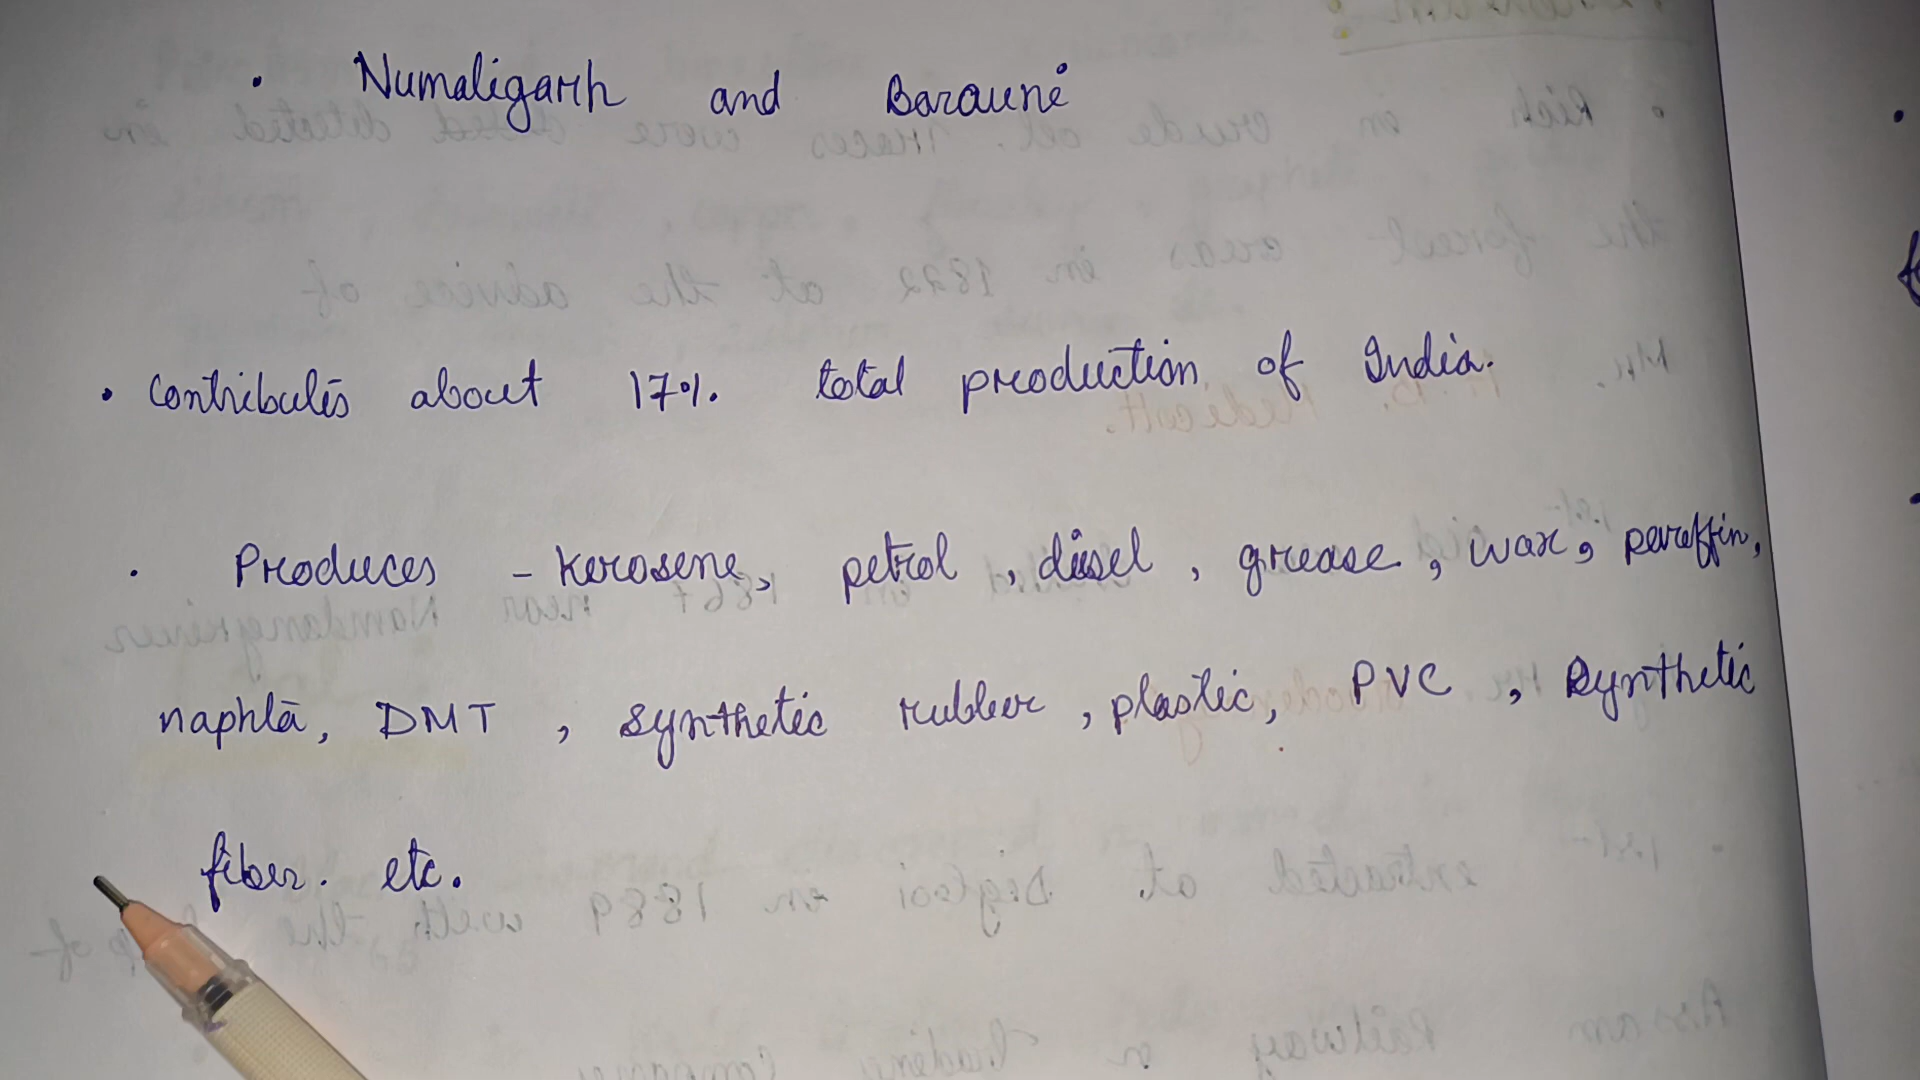 • Numaligarh and Barauni
• Contributes about 17% total production of India.
• Produces - Kerosene, petrol, diesel, grease, wax, paraffin,
naphta, DMT, synthetic rubber, plastic, PVC, synthetic
fiber. etc.